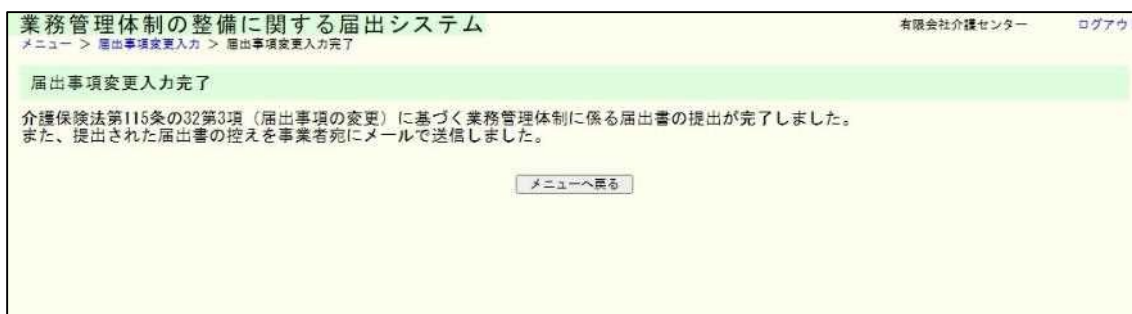 業務管理体制の整備に関する届出システム
有限会社介護センター ログアウ
メニュー > 届出事項変更入力 > 届出事項変更入力完了
届出事項変更入力完了
介護保険法第115条の32第3項（届出事項の変更）に基づく業務管理体制に係る届出書の提出が完了しました。
また、提出された届出書の控えを事業者宛にメールで送信しました。
メニューへ戻る